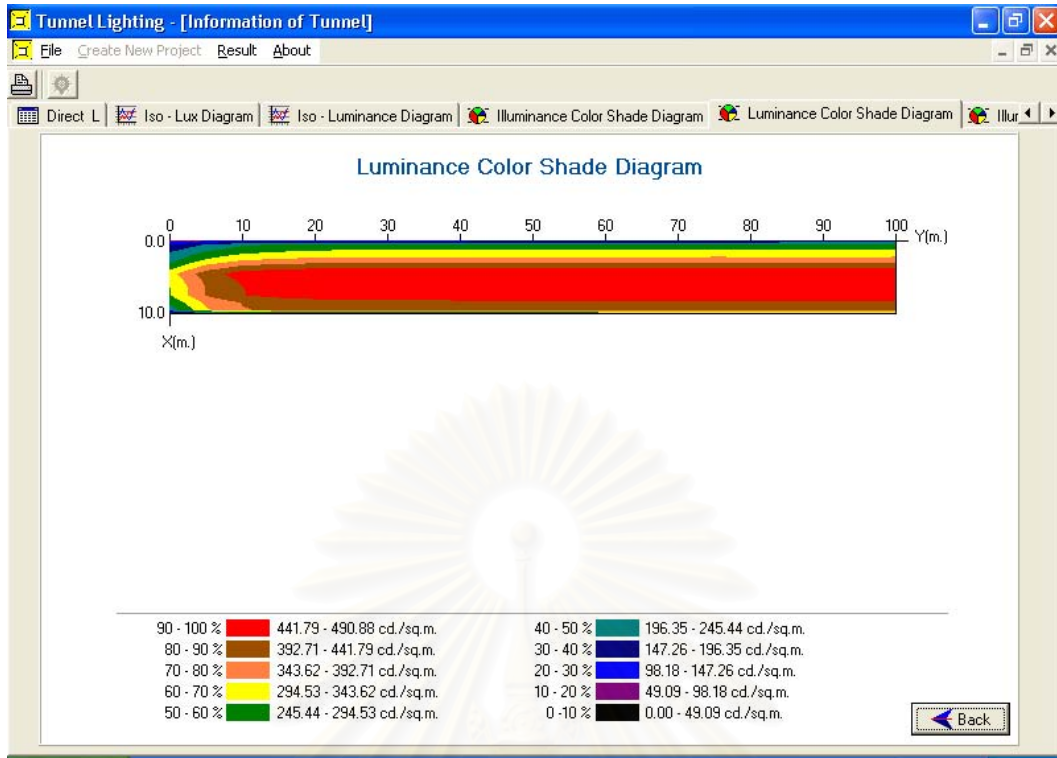 Tunnel Lighting - [Information of Tunnel]
File Create New Project Result About
Direct L Iso - Lux Diagram Iso - Luminance Diagram Illuminance Color Shade Diagram Luminance Color Shade Diagram Illur
Luminance Color Shade Diagram
0 10 20 30 40 50 60 70 80 90 100
0.0 Y(m.)
10.0
X(m.)
90 - 100 % 441.79 - 490.88 cd./sq.m. 40 - 50 % 196.35 - 245.44 cd./sq.m.
80 - 90 % 392.71 - 441.79 cd./sq.m. 30 - 40 % 147.26 - 196.35 cd./sq.m.
70 - 80 % 343.62 - 392.71 cd./sq.m. 20 - 30 % 98.18 - 147.26 cd./sq.m.
60 - 70 % 294.53 - 343.62 cd./sq.m. 10 - 20 % 49.09 - 98.18 cd./sq.m.
50 - 60 % 245.44 - 294.53 cd./sq.m. 0 -10 % 0.00 - 49.09 cd./sq.m.
Back